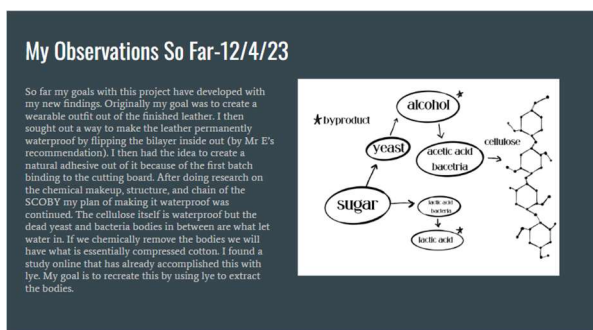 My Observations So Far-12/4/23
So far my goals with this project have developed with
my new findings. Originally my goal was to create a
wearable outfit out of the finished leather. I then
sought out a way to make the leather permanently
waterproof by flipping the bilayer inside out (by Mr E's
recommendation). I then had the idea to create a
natural adhesive out of it because of the first batch
binding to the cutting board. After doing research on
the chemical makeup, structure, and chain of the
SCOBY my plan of making it waterproof was
continued. The cellulose itself is waterproof but the
dead yeast and bacteria bodies in between are what let
water in. If we chemically remove the bodies we will
have what is essentially compressed cotton. I found a
study online that has already accomplished this with
lye. My goal is to recreate this by using lye to extract
the bodies.
★byproduct
alcohol ★
yeast
acetic acid
bacetria
cellulose
sugar
lactic acid
bacteria
lactic acid ★